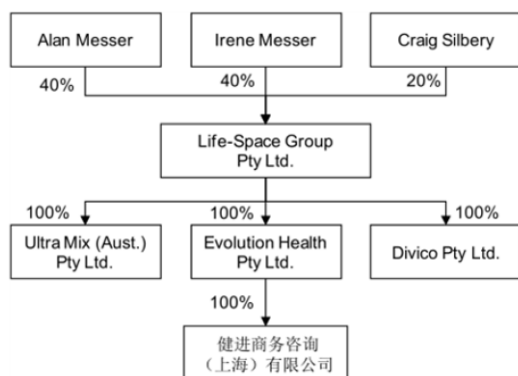 Alan Messer
Irene Messer
Craig Silbery
40%
40%
20%
Life-Space Group
Pty Ltd.
100%
100%
100%
Ultra Mix (Aust.)
Pty Ltd.
Evolution Health
Pty Ltd.
Divico Pty Ltd.
100%
健进商务咨询
（上海）有限公司